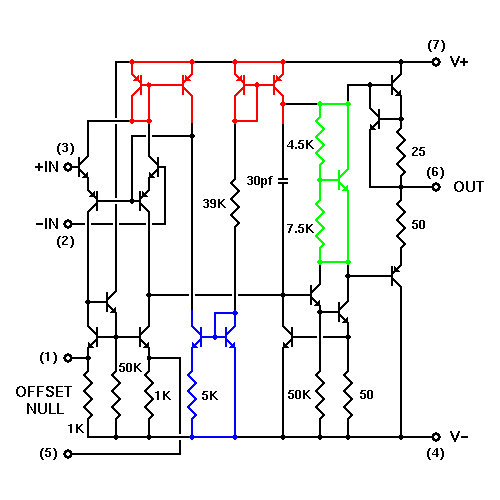 (7)
V+
(3)
4.5K
+IN
25
(6)
30pf
OUT
39K
−IN
7.5K
50
(2)
(1)
50K
OFFSET
1K
5K
50K
50
NULL
1K
V−
(5)
(4)